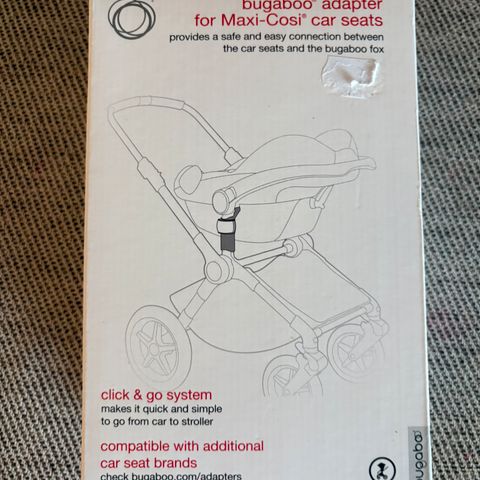 bugaboo® adapter
for Maxi-Cosi® car seats
provides a safe and easy connection between
the car seats and the bugaboo fox
click & go system
makes it quick and simple
to go from car to stroller
compatible with additional
car seat brands
check bugaboo.com/adapters
bugaboo